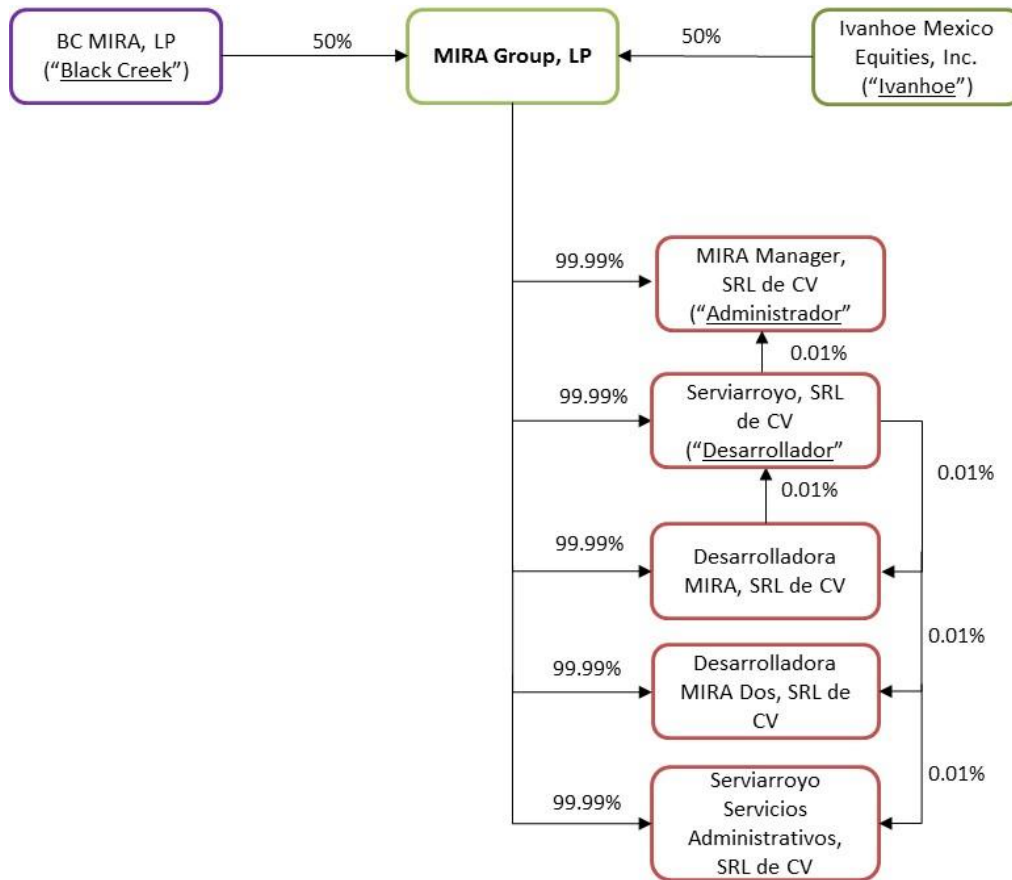 BC MIRA, LP
(“Black Creek”)
50%
MIRA Group, LP
50%
Ivanhoe Mexico
Equities, Inc.
(“Ivanhoe”)
99.99%
MIRA Manager,
SRL de CV
(“Administrador”
0.01%
99.99%
Serviarroyo, SRL
de CV
(“Desarrollador”
0.01%
0.01%
99.99%
Desarrolladora
MIRA, SRL de CV
0.01%
99.99%
Desarrolladora
MIRA Dos, SRL de
CV
0.01%
99.99%
Serviarroyo
Servicios
Administrativos,
SRL de CV